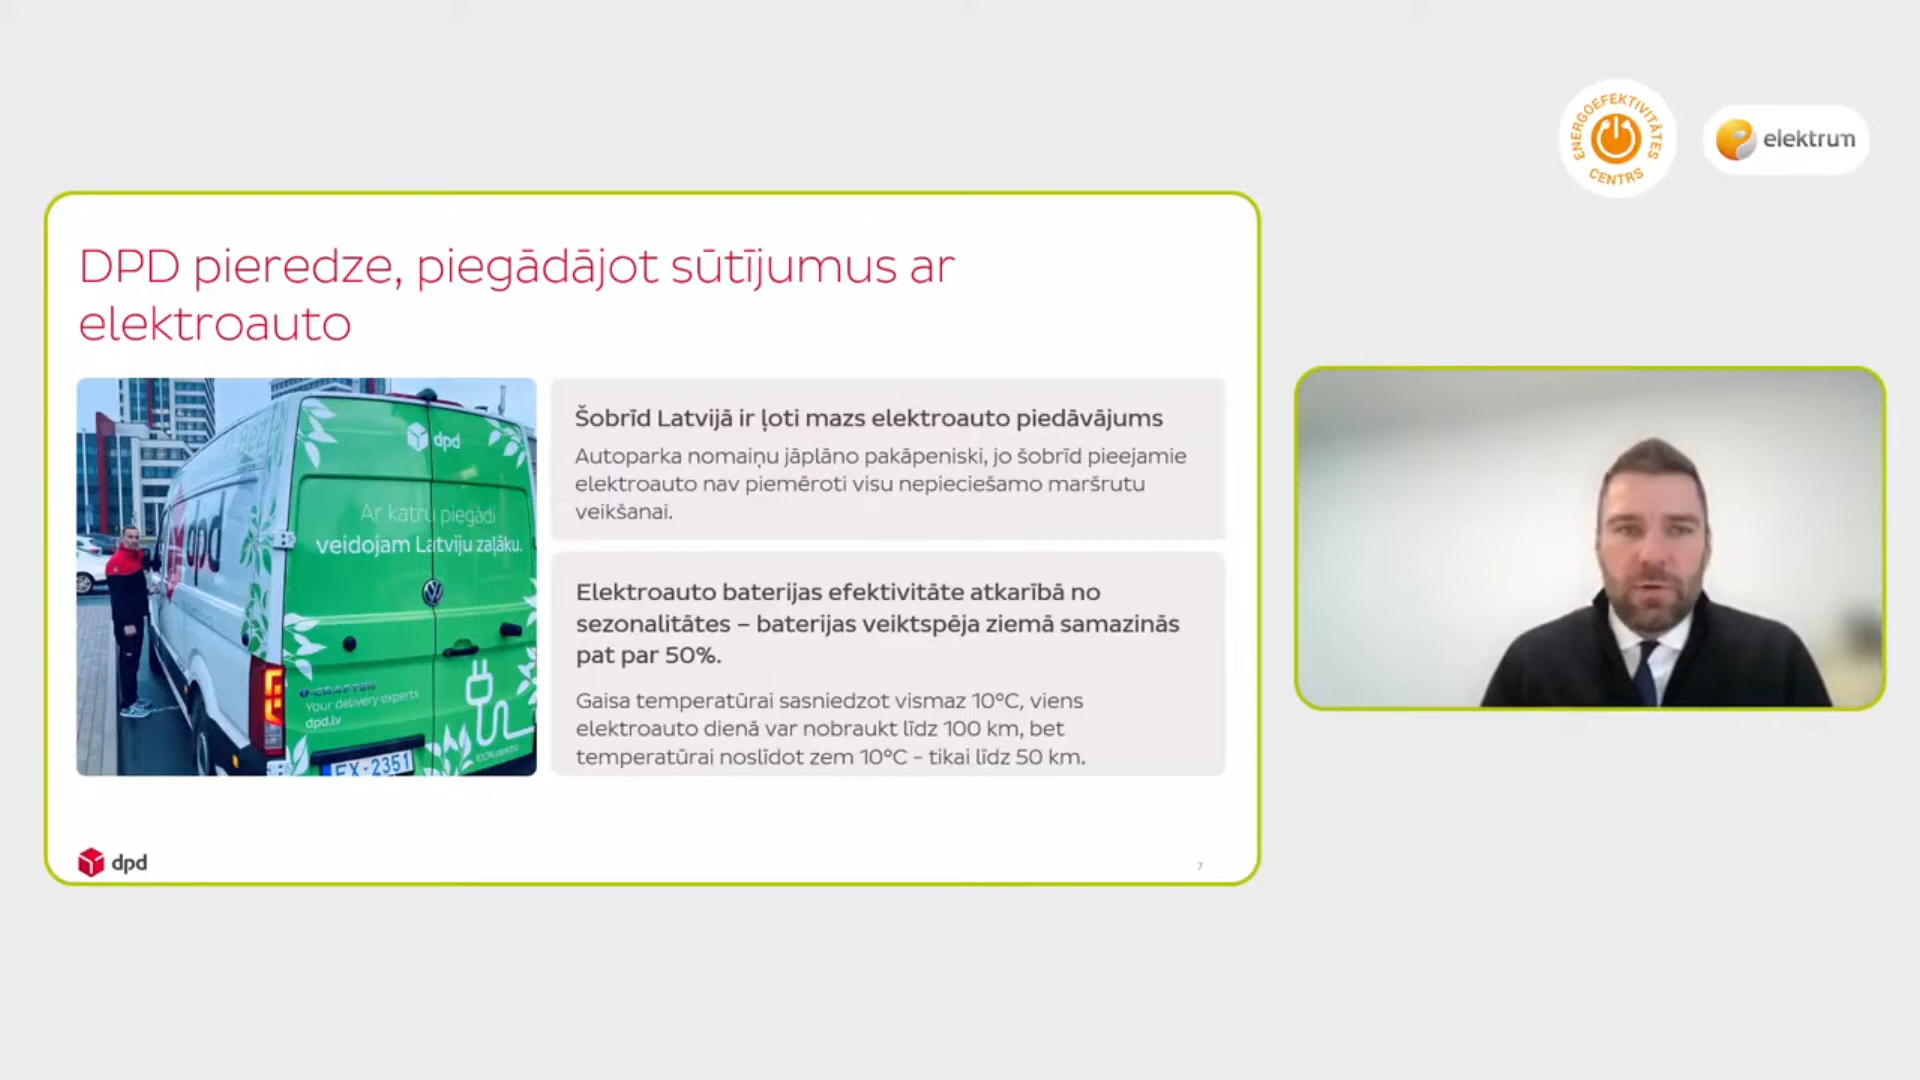 ENERGOEFEKTIVITĀTES
CENTRS
elektrum
DPD pieredze, piegādājot sūtījumus ar
elektroauto
dpd
Ar katru piegādi
veidojam Latviju zaļāku.
dpd
e-CRAFTER
Your delivery experts
dpd.lv
100% elektro
EX-2351
Šobrīd Latvijā ir ļoti mazs elektroauto piedāvājums
Autoparka nomaiņu jāplāno pakāpeniski, jo šobrīd pieejamie
elektroauto nav piemēroti visu nepieciešamo maršrutu
veikšanai.
Elektroauto baterijas efektivitāte atkarībā no
sezonalitātes – baterijas veiktspēja ziemā samazinās
pat par 50%.
Gaisa temperatūrai sasniedzot vismaz 10°C, viens
elektroauto dienā var nobraukt līdz 100 km, bet
temperatūrai noslīdot zem 10°C - tikai līdz 50 km.
dpd
7